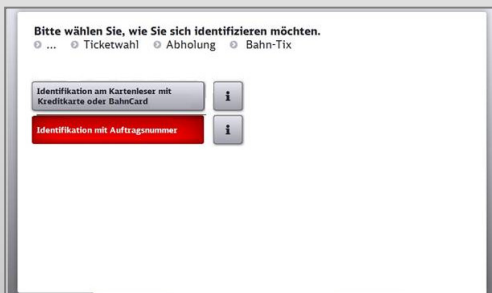 Bitte wählen Sie, wie Sie sich identifizieren möchten.
... Ticketwahl Abholung Bahn-Tix
Identifikation am Kartenleser mit
Kreditkarte oder BahnCard
i
Identifikation mit Auftragsnummer
i